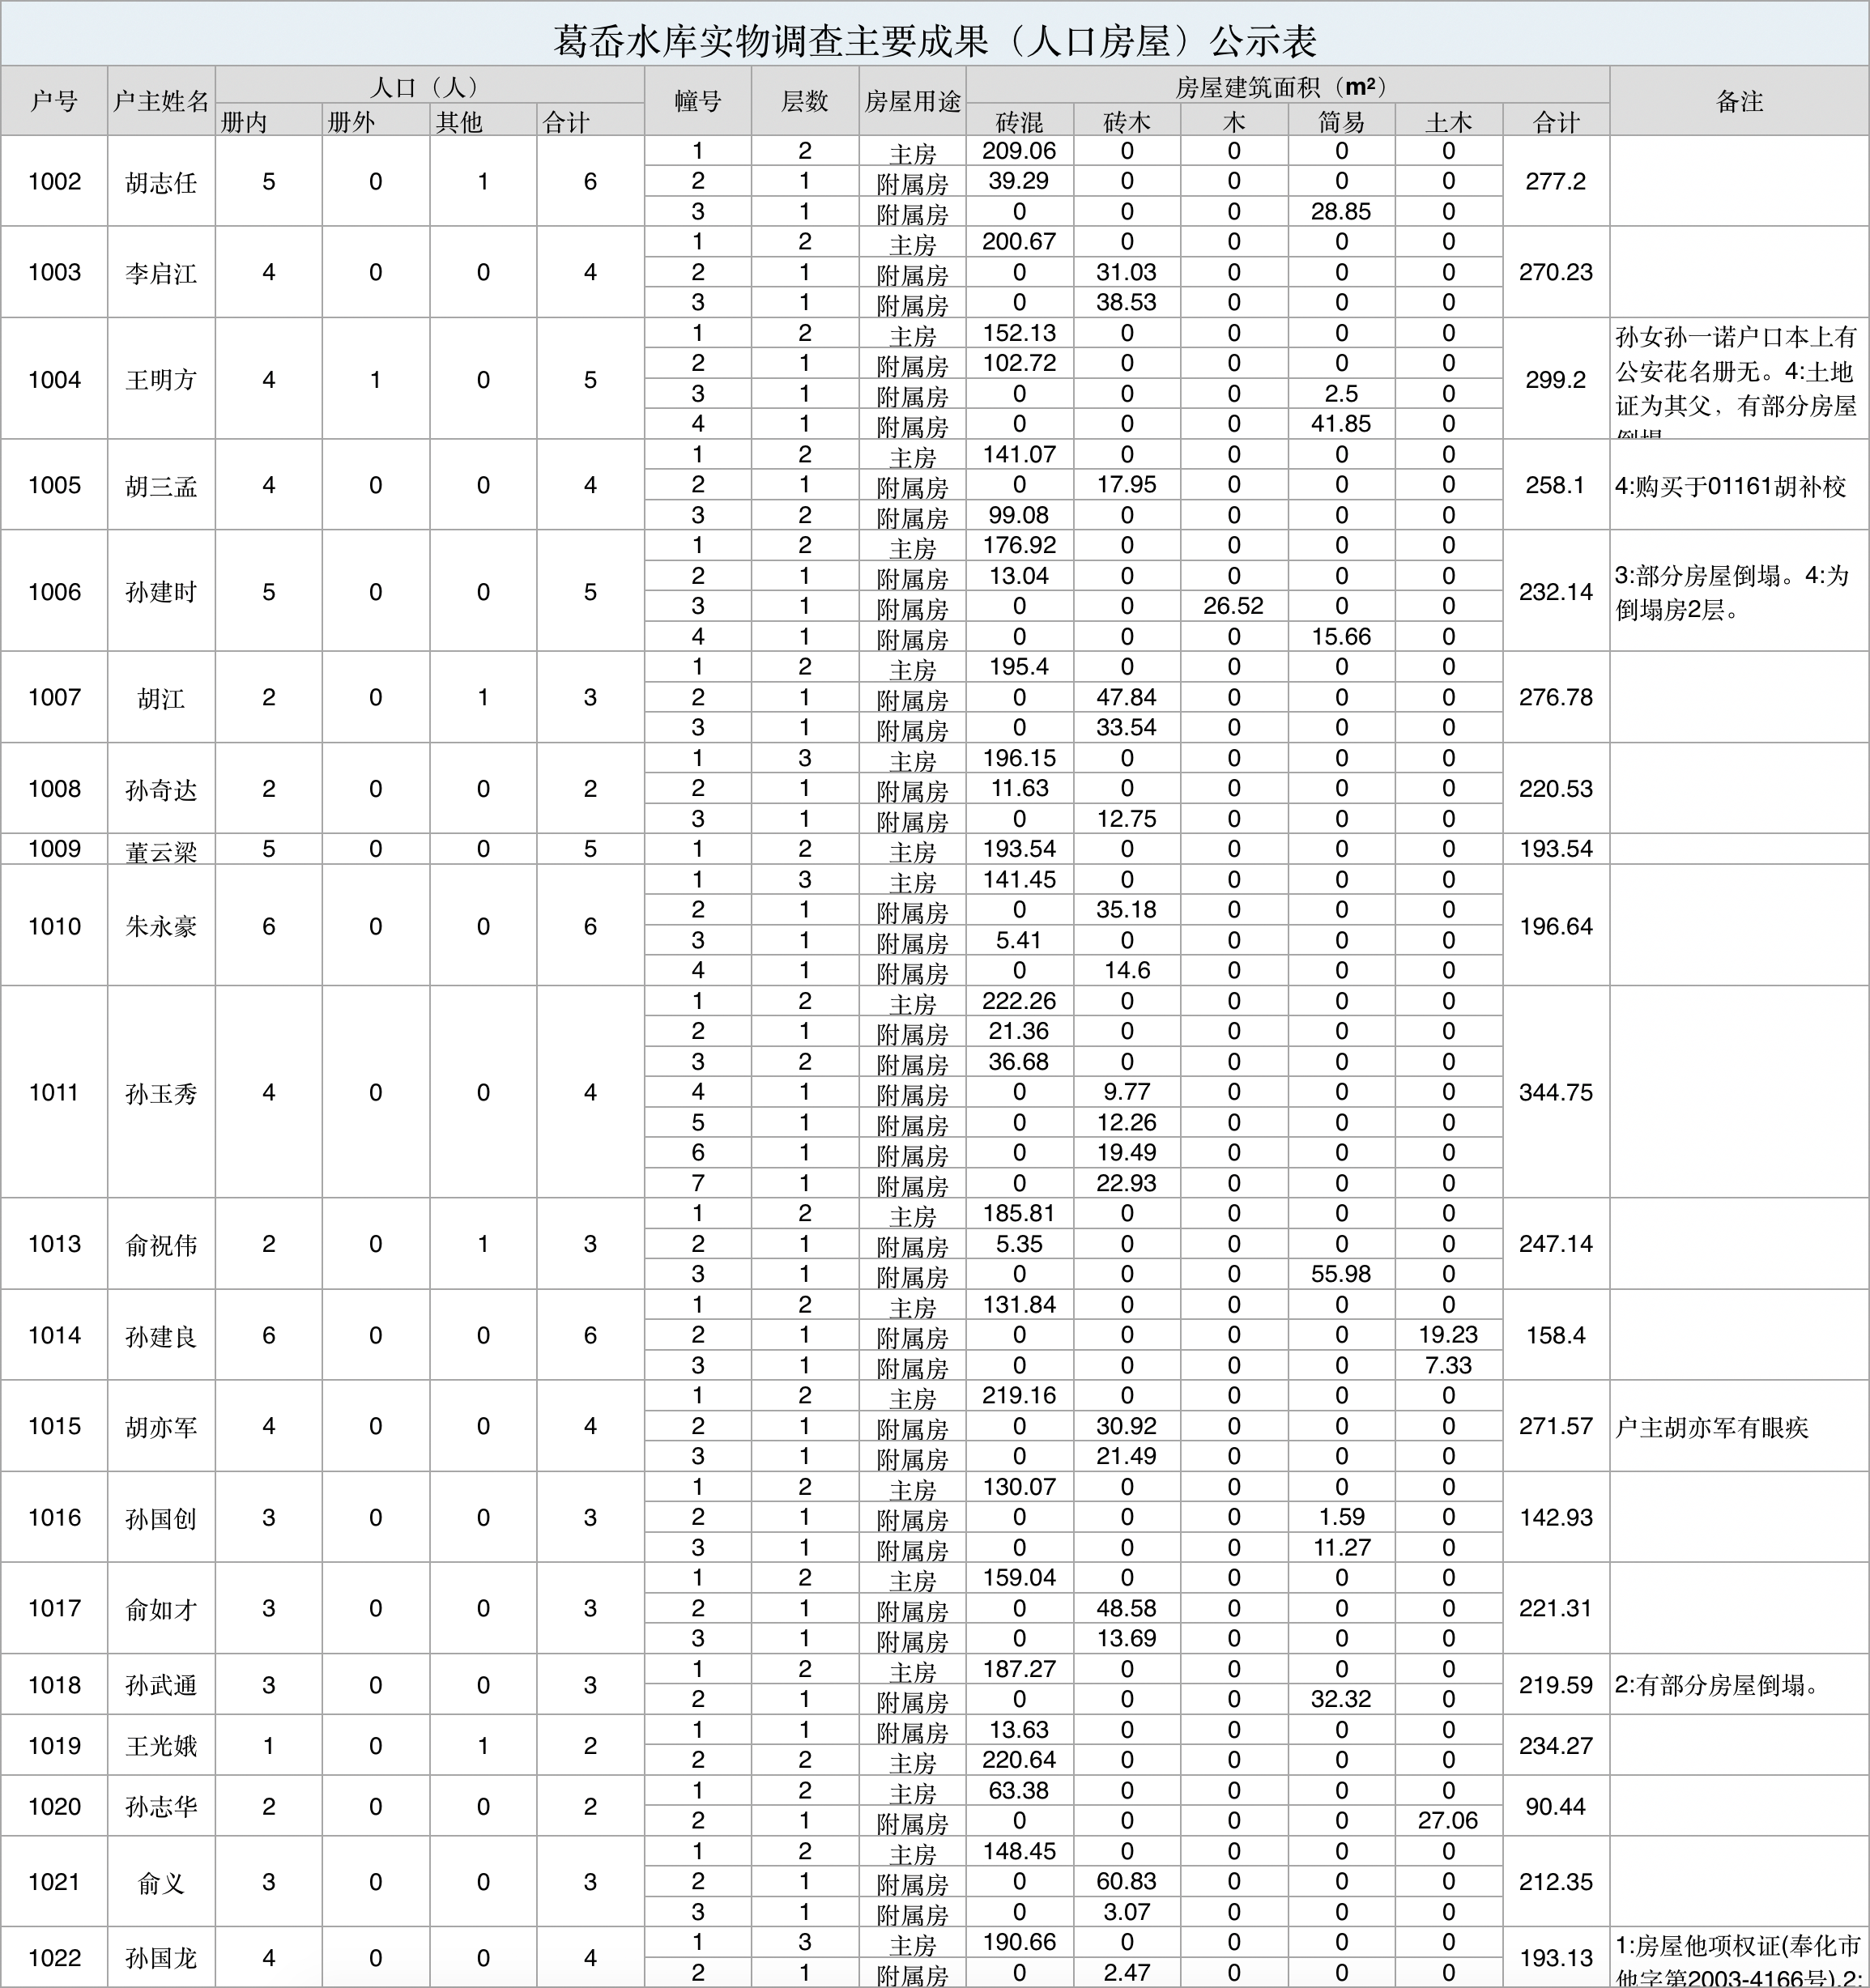 葛岙水库实物调查主要成果（人口房屋）公示表
户号 户主姓名 人口（人） 幢号 层数 房屋用途 房屋建筑面积（m²） 备注
册内 册外 其他 合计 砖混 砖木 木 简易 土木 合计
1002 胡志任 5 0 1 6 1 2 主房 209.06 0 0 0 0 277.2
2 1 附属房 39.29 0 0 0 0
3 1 附属房 0 0 0 28.85 0
1003 李启江 4 0 0 4 1 2 主房 200.67 0 0 0 0 270.23
2 1 附属房 0 31.03 0 0 0
3 1 附属房 0 38.53 0 0 0
1004 王明方 4 1 0 5 1 2 主房 152.13 0 0 0 0 299.2 孙女孙一诺户口本上有
2 1 附属房 102.72 0 0 0 0 公安花名册无。4:土地
3 1 附属房 0 0 0 2.5 0 证为其父，有部分房屋
4 1 附属房 0 0 0 41.85 0
1005 胡三孟 4 0 0 4 1 2 主房 141.07 0 0 0 0 258.1 4:购买于01161胡补校
2 1 附属房 0 17.95 0 0 0
3 2 附属房 99.08 0 0 0 0
1006 孙建时 5 0 0 5 1 2 主房 176.92 0 0 0 0 232.14 3:部分房屋倒塌。4:为
2 1 附属房 13.04 0 0 0 0 倒塌房2层。
3 1 附属房 0 0 26.52 0 0
4 1 附属房 0 0 0 15.66 0
1007 胡江 2 0 1 3 1 2 主房 195.4 0 0 0 0 276.78
2 1 附属房 0 47.84 0 0 0
3 1 附属房 0 33.54 0 0 0
1008 孙奇达 2 0 0 2 1 3 主房 196.15 0 0 0 0 220.53
2 1 附属房 11.63 0 0 0 0
3 1 附属房 0 12.75 0 0 0
1009 董云梁 5 0 0 5 1 2 主房 193.54 0 0 0 0 193.54
1010 朱永豪 6 0 0 6 1 3 主房 141.45 0 0 0 0 196.64
2 1 附属房 0 35.18 0 0 0
3 1 附属房 5.41 0 0 0 0
4 1 附属房 0 14.6 0 0 0
1011 孙玉秀 4 0 0 4 1 2 主房 222.26 0 0 0 0 344.75
2 1 附属房 21.36 0 0 0 0
3 2 附属房 36.68 0 0 0 0
4 1 附属房 0 9.77 0 0 0
5 1 附属房 0 12.26 0 0 0
6 1 附属房 0 19.49 0 0 0
7 1 附属房 0 22.93 0 0 0
1013 俞祝伟 2 0 1 3 1 2 主房 185.81 0 0 0 0 247.14
2 1 附属房 5.35 0 0 0 0
3 1 附属房 0 0 0 55.98 0
1014 孙建良 6 0 0 6 1 2 主房 131.84 0 0 0 0 158.4
2 1 附属房 0 0 0 0 19.23
3 1 附属房 0 0 0 0 7.33
1015 胡亦军 4 0 0 4 1 2 主房 219.16 0 0 0 0 271.57 户主胡亦军有眼疾
2 1 附属房 0 30.92 0 0 0
3 1 附属房 0 21.49 0 0 0
1016 孙国创 3 0 0 3 1 2 主房 130.07 0 0 0 0 142.93
2 1 附属房 0 0 0 1.59 0
3 1 附属房 0 0 0 11.27 0
1017 俞如才 3 0 0 3 1 2 主房 159.04 0 0 0 0 221.31
2 1 附属房 0 48.58 0 0 0
3 1 附属房 0 13.69 0 0 0
1018 孙武通 3 0 0 3 1 2 主房 187.27 0 0 0 0 219.59 2:有部分房屋倒塌。
2 1 附属房 0 0 0 32.32 0
1019 王光娥 1 0 1 2 1 1 附属房 13.63 0 0 0 0 234.27
2 2 主房 220.64 0 0 0 0
1020 孙志华 2 0 0 2 1 2 主房 63.38 0 0 0 0 90.44
2 1 附属房 0 0 0 0 27.06
1021 俞义 3 0 0 3 1 2 主房 148.45 0 0 0 0 212.35
2 1 附属房 0 60.83 0 0 0
3 1 附属房 0 3.07 0 0 0
1022 孙国龙 4 0 0 4 1 3 主房 190.66 0 0 0 0 193.13 1:房屋他项权证(奉化市
2 1 附属房 0 2.47 0 0 0 他字第2003-4166号).2: